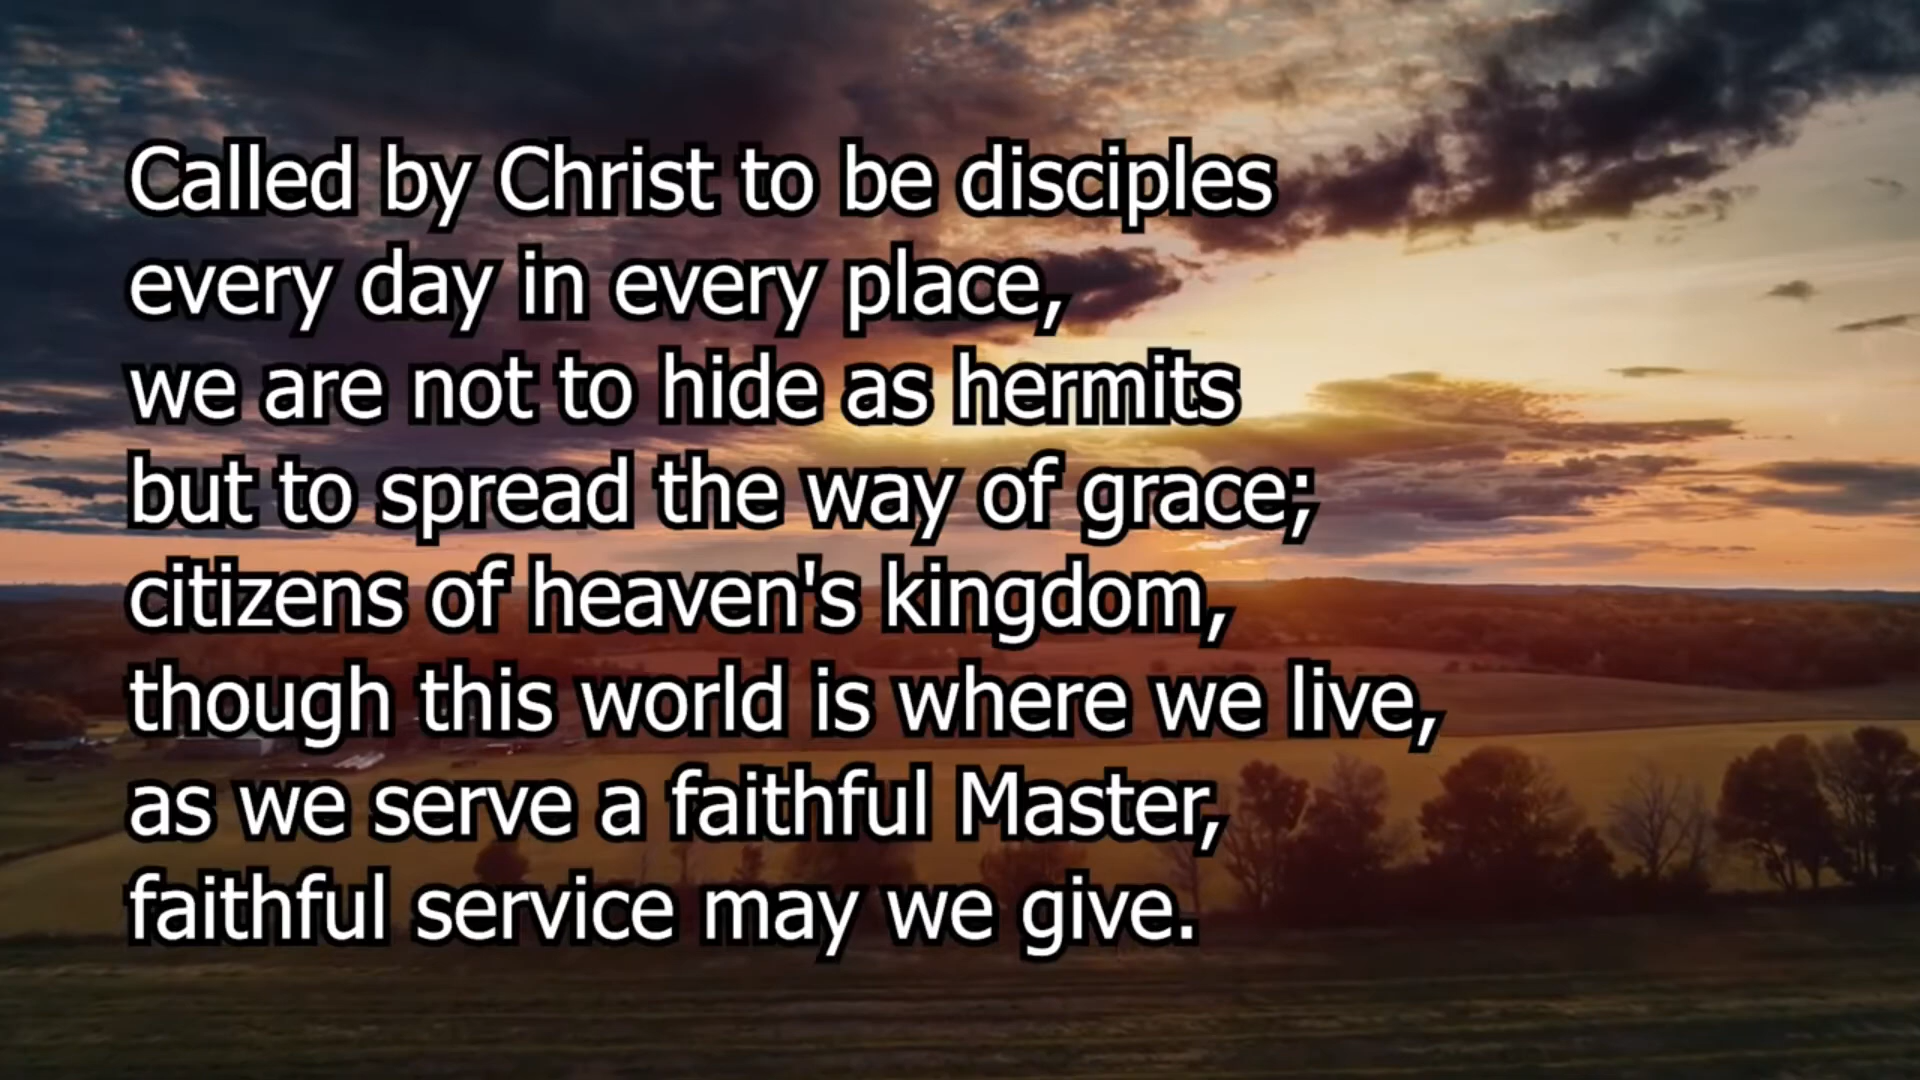 Called by Christ to be disciples
every day in every place,
we are not to hide as hermits
but to spread the way of grace;
citizens of heaven's kingdom,
though this world is where we live,
as we serve a faithful Master,
faithful service may we give.